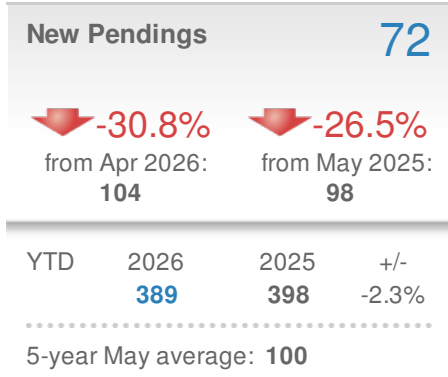 New Pendings 72
-30.8% -26.5%
from Apr 2026: from May 2025:
104 98
YTD 2026 2025 +/-
389 398 -2.3%
5-year May average: 100